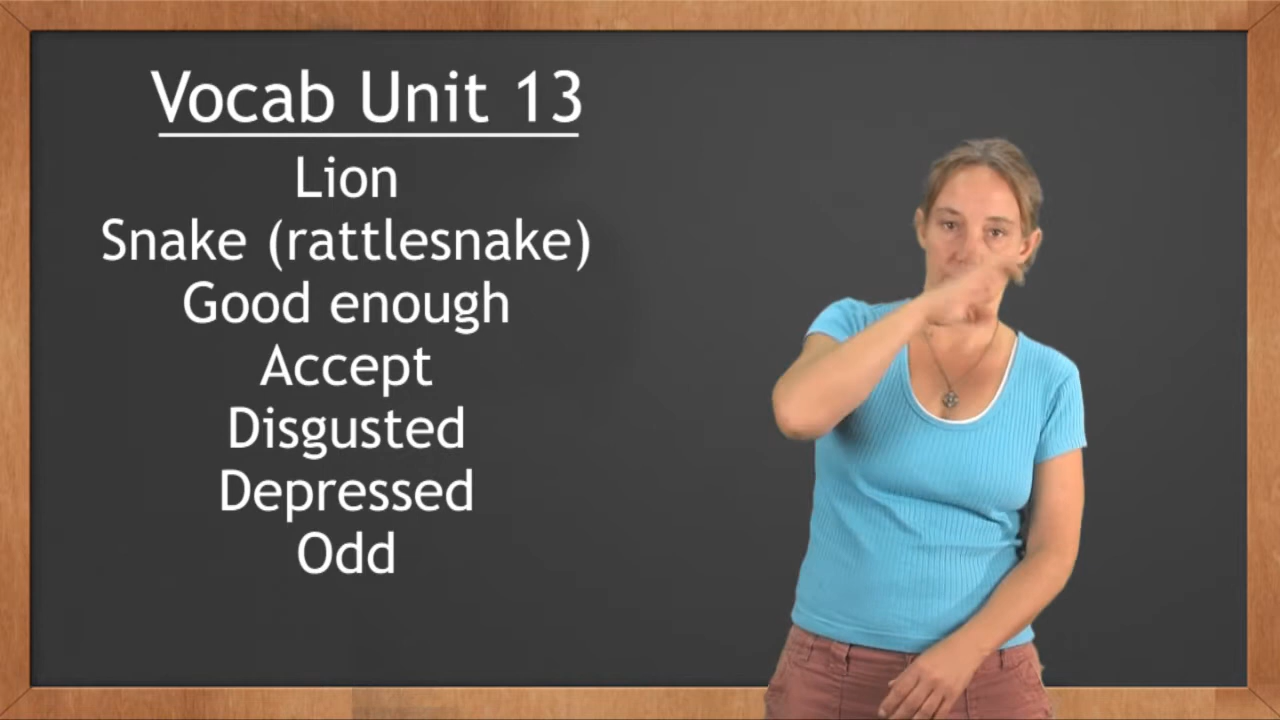 Vocab Unit 13
Lion
Snake (rattlesnake)
Good enough
Accept
Disgusted
Depressed
Odd